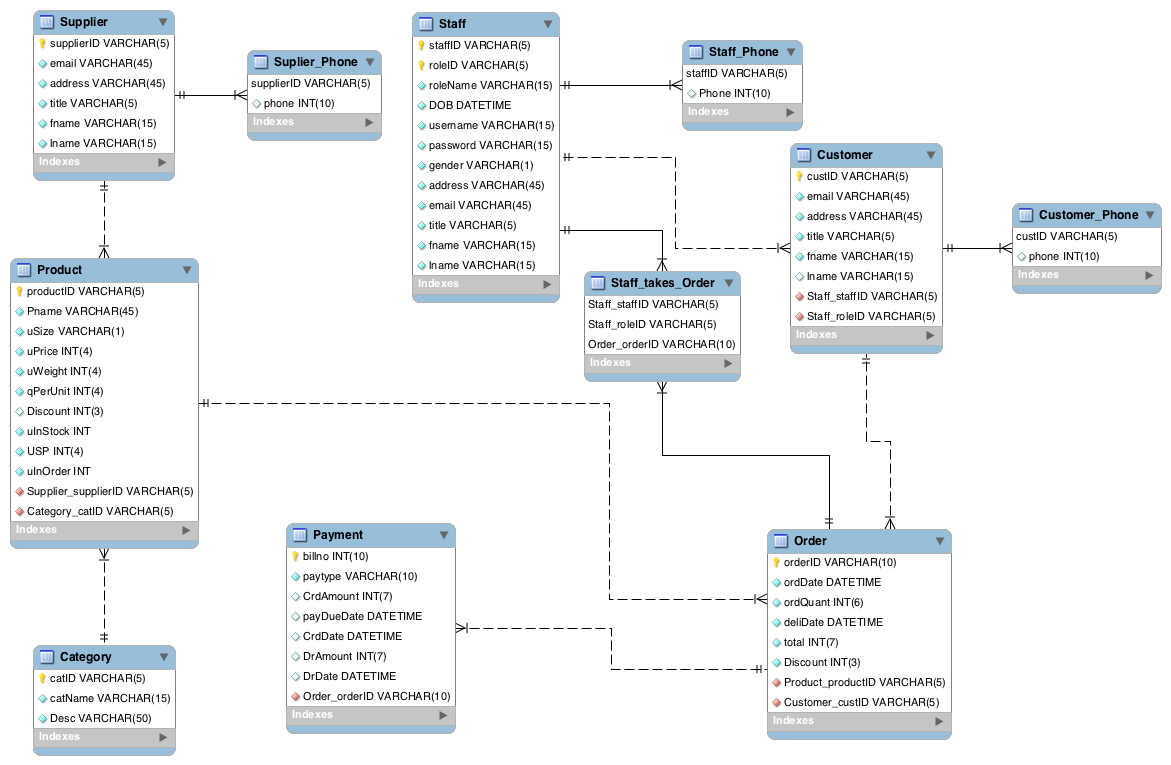 Supplier
supplierID VARCHAR(5)
email VARCHAR(45)
address VARCHAR(45)
title VARCHAR(5)
fname VARCHAR(15)
lname VARCHAR(15)
Indexes
Suplier_Phone
supplierID VARCHAR(5)
phone INT(10)
Indexes
Staff
staffID VARCHAR(5)
roleID VARCHAR(5)
roleName VARCHAR(15)
DOB DATETIME
username VARCHAR(15)
password VARCHAR(15)
gender VARCHAR(1)
address VARCHAR(45)
email VARCHAR(45)
title VARCHAR(5)
fname VARCHAR(15)
lname VARCHAR(15)
Indexes
Staff_Phone
staffID VARCHAR(5)
Phone INT(10)
Indexes
Customer
custID VARCHAR(5)
email VARCHAR(45)
address VARCHAR(45)
title VARCHAR(5)
fname VARCHAR(15)
lname VARCHAR(15)
Staff_staffID VARCHAR(5)
Staff_roleID VARCHAR(5)
Indexes
Customer_Phone
custID VARCHAR(5)
phone INT(10)
Indexes
Product
productID VARCHAR(5)
Pname VARCHAR(45)
uSize VARCHAR(1)
uPrice INT(4)
uWeight INT(4)
qPerUnit INT(4)
Discount INT(3)
uInStock INT
USP INT(4)
uInOrder INT
Supplier_supplierID VARCHAR(5)
Category_catID VARCHAR(5)
Indexes
Staff_takes_Order
Staff_staffID VARCHAR(5)
Staff_roleID VARCHAR(5)
Order_orderID VARCHAR(10)
Indexes
Payment
billno INT(10)
paytype VARCHAR(10)
CrdAmount INT(7)
payDueDate DATETIME
CrdDate DATETIME
DrAmount INT(7)
DrDate DATETIME
Order_orderID VARCHAR(10)
Indexes
Order
orderID VARCHAR(10)
ordDate DATETIME
ordQuant INT(6)
deliDate DATETIME
total INT(7)
Discount INT(3)
Product_productID VARCHAR(5)
Customer_custID VARCHAR(5)
Indexes
Category
catID VARCHAR(5)
catName VARCHAR(15)
Desc VARCHAR(50)
Indexes